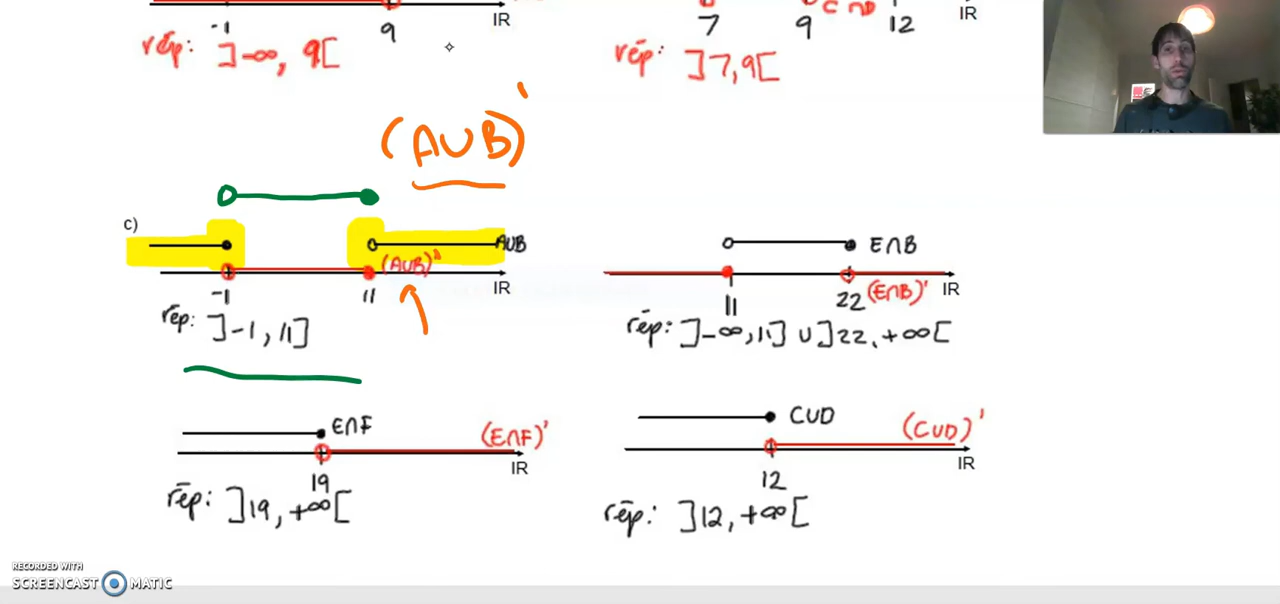 -1 9 IR
7 9 C ∩ D 12 IR
rép: ]-∞, 9[
rép: ]7,9[
(A∪B)'
c)
A∪B
(A∪B)'
-1 11 IR
rép: ]-1, 11]
E∩B
11 22 (E∩B)' IR
rép: ]-∞, 11] ∪ ]22, +∞[
E∩F
(E∩F)'
19 IR
rép: ]19, +∞[
C∪D
(C∪D)'
12 IR
rép: ]12, +∞[
RECORDED WITH
SCREENCAST MATIC